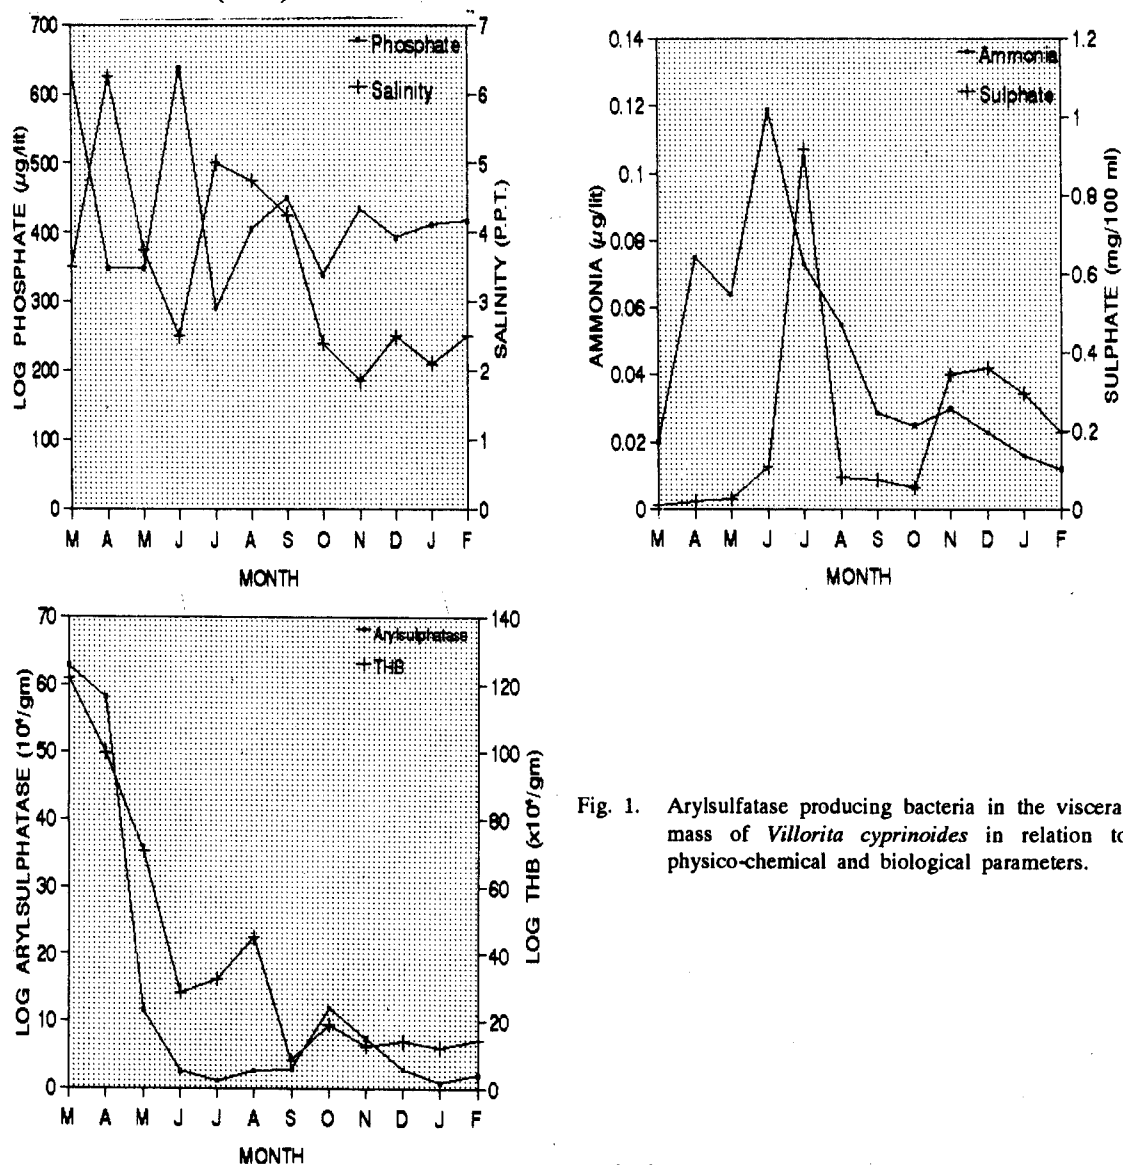 700
600
500
400
300
200
100
0
LOG PHOSPHATE (µg/lit)
Phosphate
Salinity
7
6
5
4
3
2
1
0
SALINITY (P.P.T.)
M A M J J A S O N D J F
MONTH
0.14
0.12
0.1
0.08
0.06
0.04
0.02
0
AMMONIA (µg/lit)
Ammonia
Sulphate
1.2
1
0.8
0.6
0.4
0.2
0
SULPHATE (mg/100 ml)
M A M J J A S O N D J F
MONTH
70
60
50
40
30
20
10
0
LOG ARYLSULPHATASE
Arylsulphatase
THB
140
120
100
80
60
40
20
0
LOG THB
M A M J J A S O N D J F
MONTH
Fig. 1. Arylsulfatase producing bacteria in the viscera
mass of Villorita cyprinoides in relation to
physico-chemical and biological parameters.